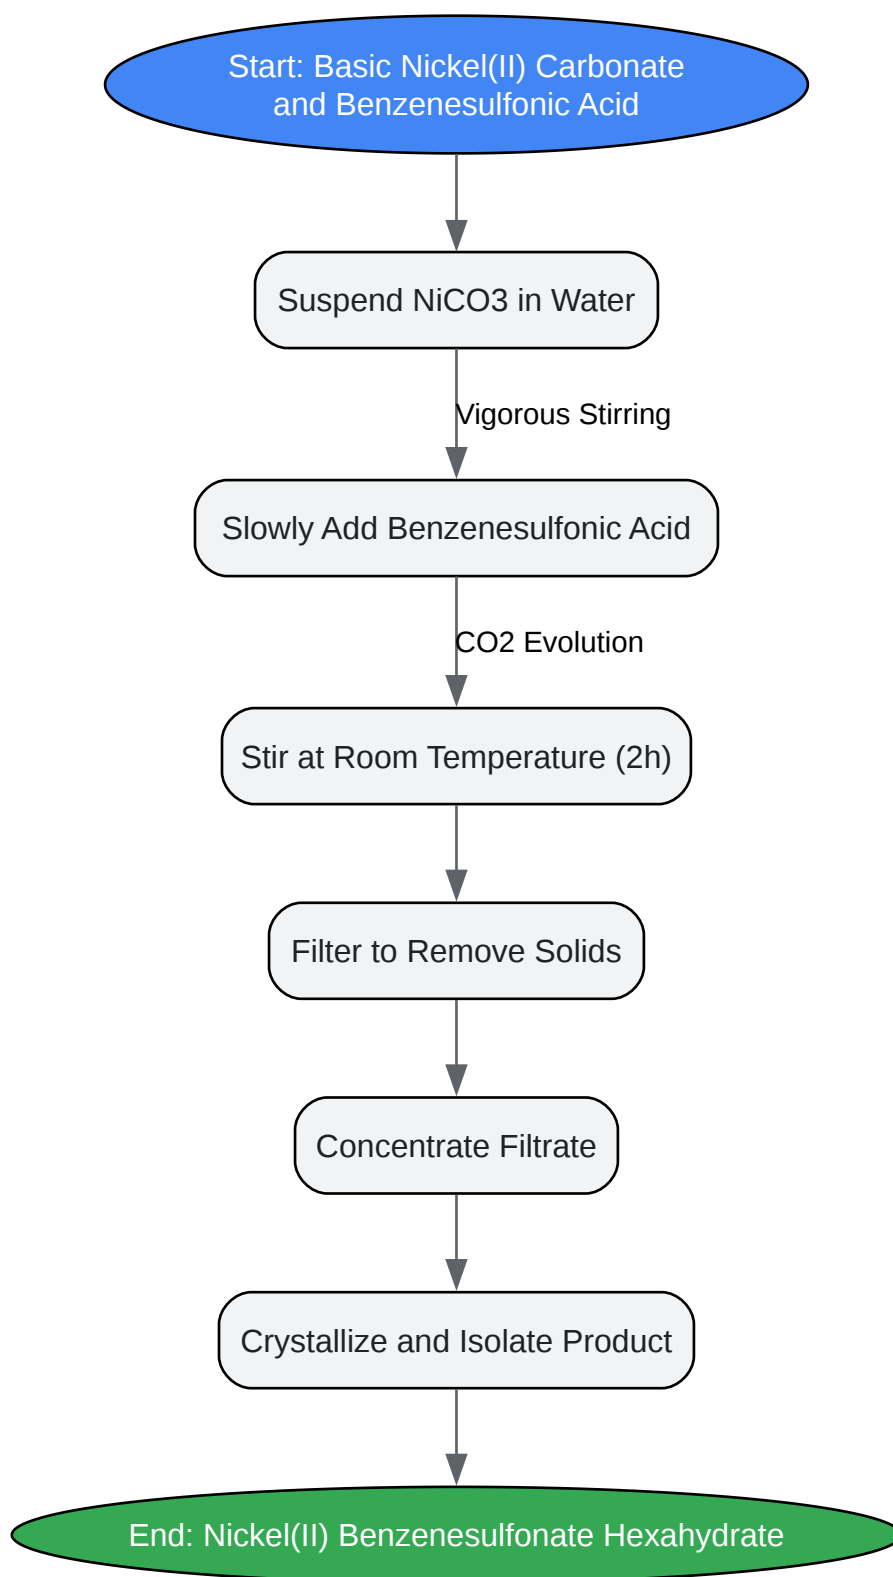 Start: Basic Nickel(II) Carbonate
and Benzenesulfonic Acid
Suspend NiCO3 in Water
Vigorous Stirring
Slowly Add Benzenesulfonic Acid
CO2 Evolution
Stir at Room Temperature (2h)
Filter to Remove Solids
Concentrate Filtrate
Crystallize and Isolate Product
End: Nickel(II) Benzenesulfonate Hexahydrate